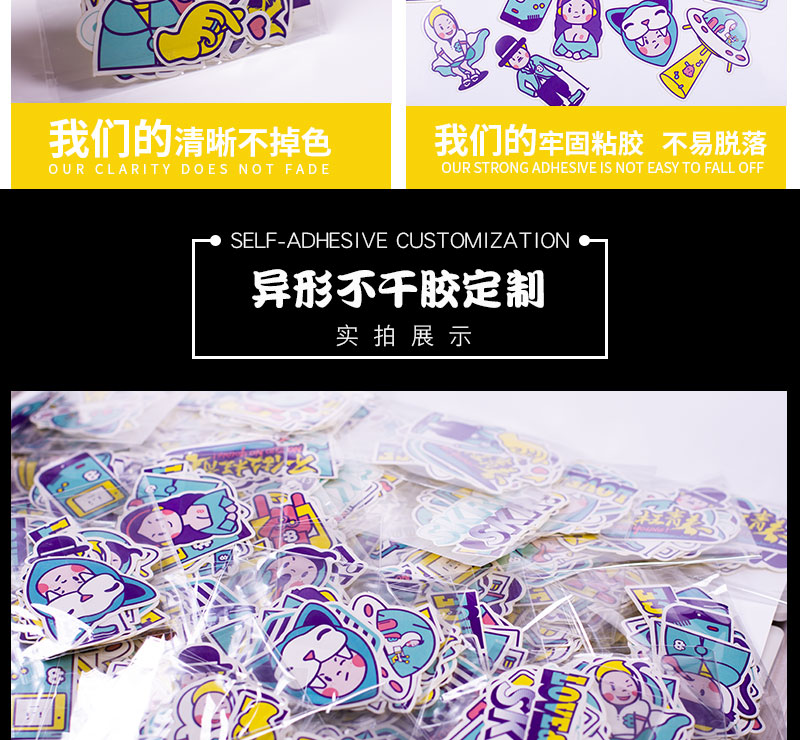 我们的清晰不掉色
OUR CLARITY DOES NOT FADE
我们的牢固粘胶 不易脱落
OUR STRONG ADHESIVE IS NOT EASY TO FALL OFF
SELF-ADHESIVE CUSTOMIZATION
异形不干胶定制
实拍展示
LOVE
SK